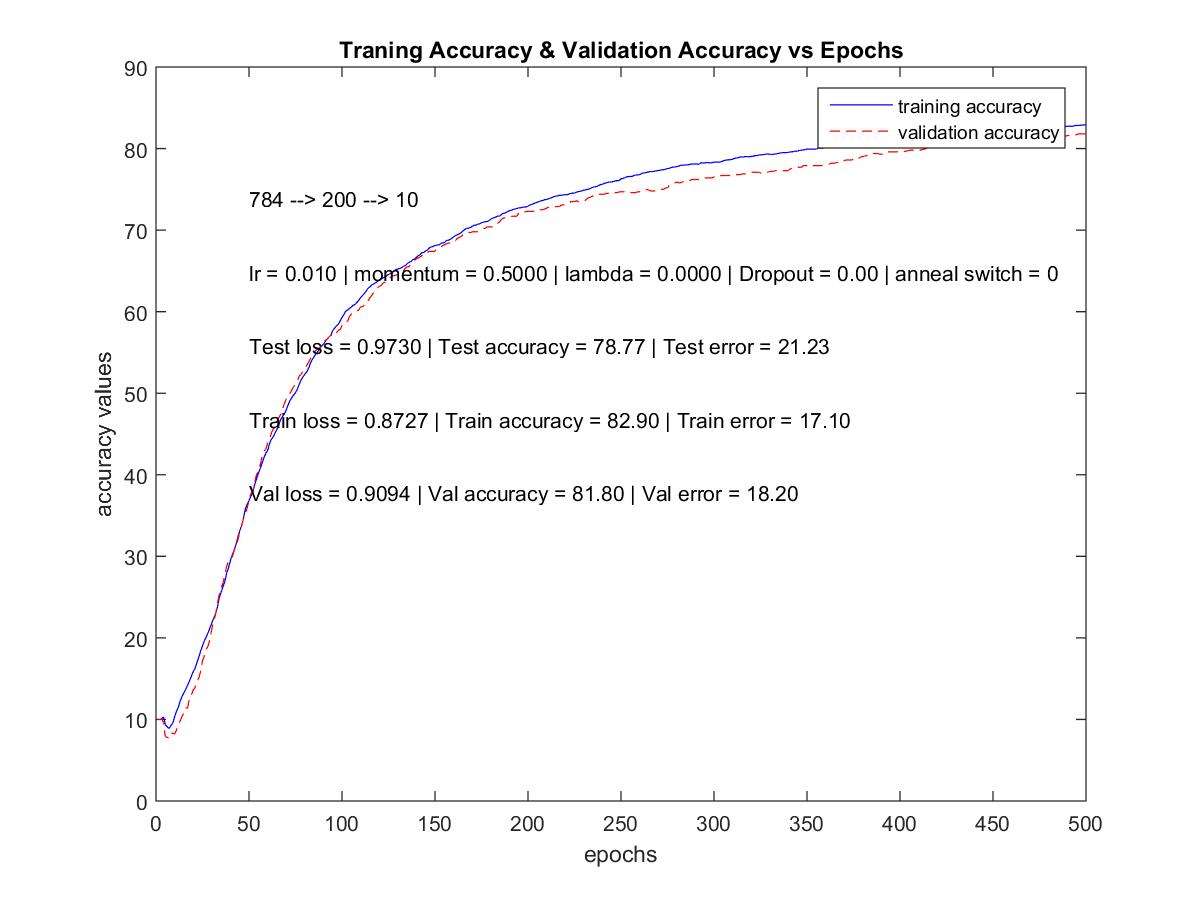 Traning Accuracy & Validation Accuracy vs Epochs
90
80
70
60
50
40
30
20
10
0
accuracy values
training accuracy
validation accuracy
784 --> 200 --> 10
lr = 0.010 | momentum = 0.5000 | lambda = 0.0000 | Dropout = 0.00 | anneal switch = 0
Test loss = 0.9730 | Test accuracy = 78.77 | Test error = 21.23
Train loss = 0.8727 | Train accuracy = 82.90 | Train error = 17.10
Val loss = 0.9094 | Val accuracy = 81.80 | Val error = 18.20
0 50 100 150 200 250 300 350 400 450 500
epochs